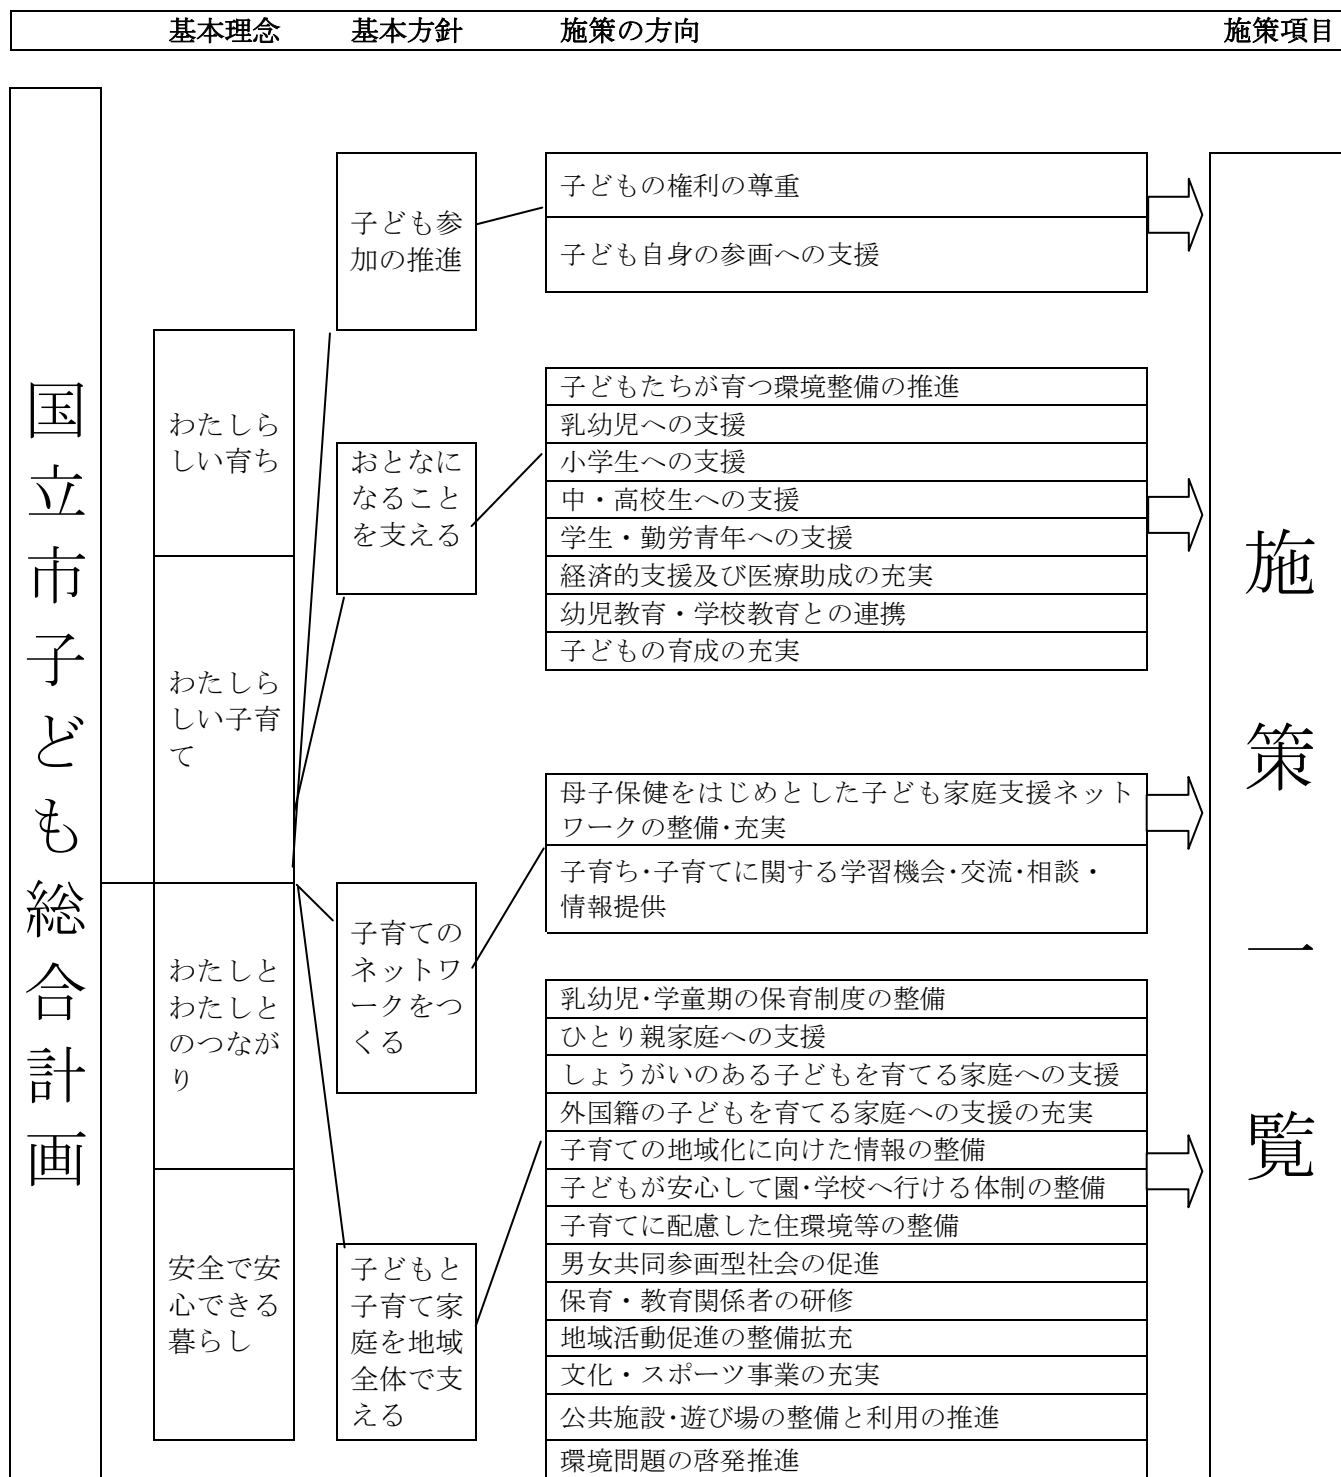 基本理念 基本方針 施策の方向 施策項目
国立市子ども総合計画
わたしら
しい育ち
わたしら
しい子育
て
わたしと
わたしと
のつなが
り
安全で安
心できる
暮らし
子ども参
加の推進
おとなに
なること
を支える
子育ての
ネットワ
ークをつ
くる
子どもと
子育て家
庭を地域
全体で支
える
子どもの権利の尊重
子ども自身の参画への支援
子どもたちが育つ環境整備の推進
乳幼児への支援
小学生への支援
中・高校生への支援
学生・勤労青年への支援
経済的支援及び医療助成の充実
幼児教育・学校教育との連携
子どもの育成の充実
母子保健をはじめとした子ども家庭支援ネット
ワークの整備･充実
子育ち･子育てに関する学習機会･交流･相談・
情報提供
乳幼児･学童期の保育制度の整備
ひとり親家庭への支援
しょうがいのある子どもを育てる家庭への支援
外国籍の子どもを育てる家庭への支援の充実
子育ての地域化に向けた情報の整備
子どもが安心して園･学校へ行ける体制の整備
子育てに配慮した住環境等の整備
男女共同参画型社会の促進
保育・教育関係者の研修
地域活動促進の整備拡充
文化・スポーツ事業の充実
公共施設･遊び場の整備と利用の推進
環境問題の啓発推進
施策一覧